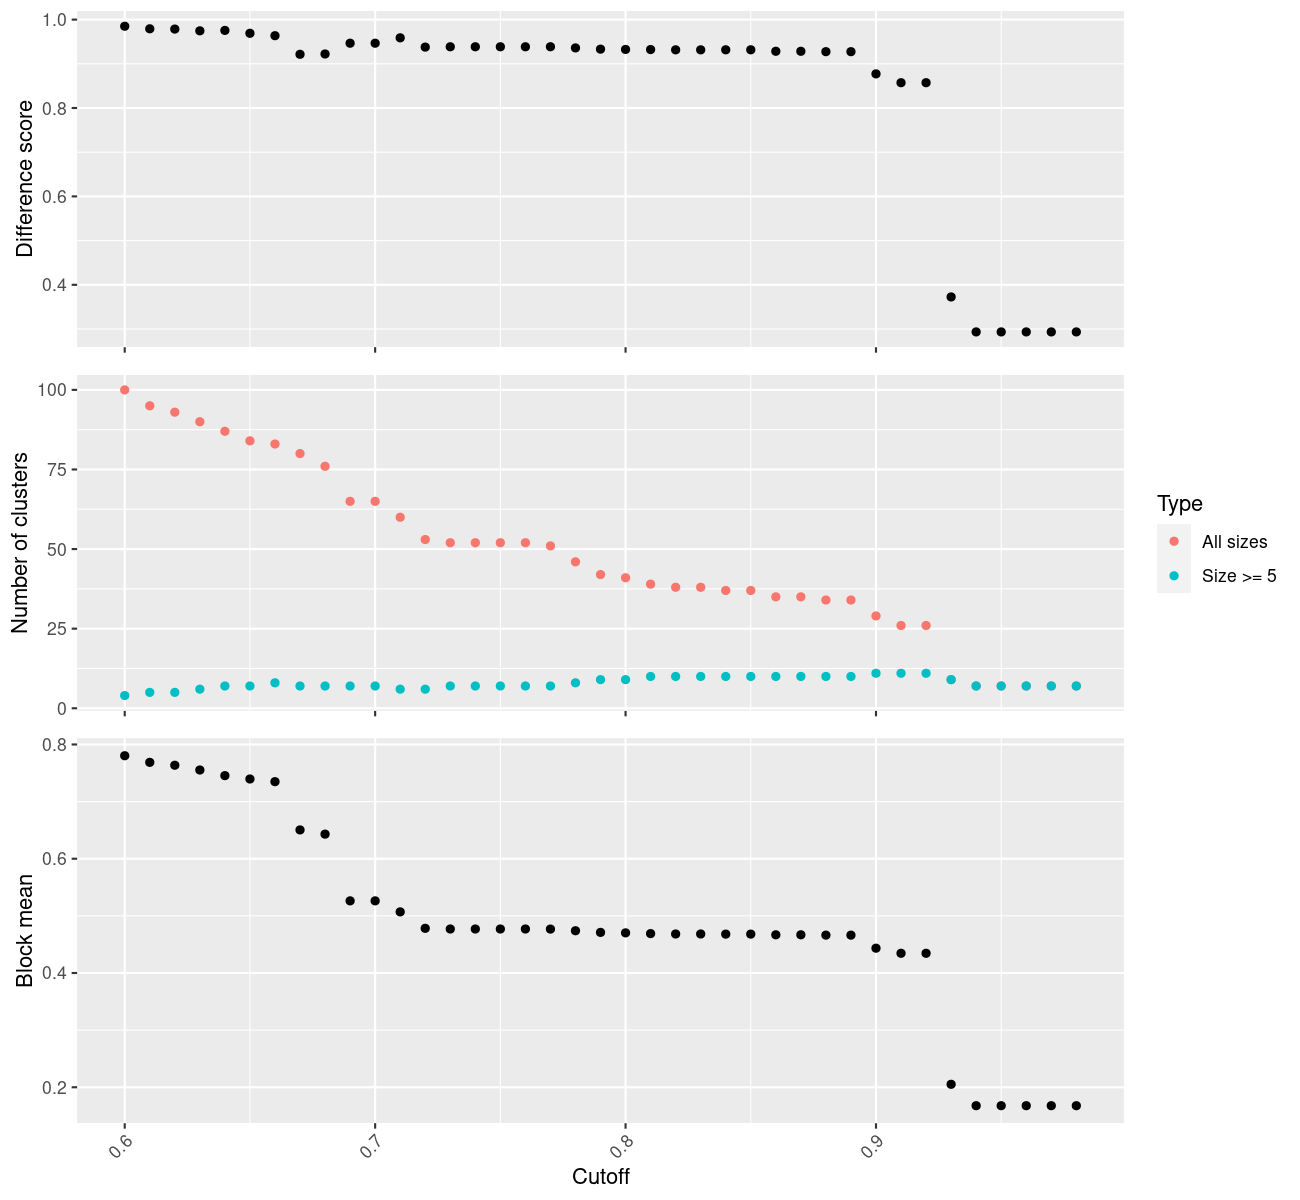 1.0
0.8
0.6
0.4
Difference score
100
75
50
25
0
Number of clusters
Type
All sizes
Size >= 5
0.8
0.6
0.4
0.2
Block mean
0.6
0.7
0.8
0.9
Cutoff